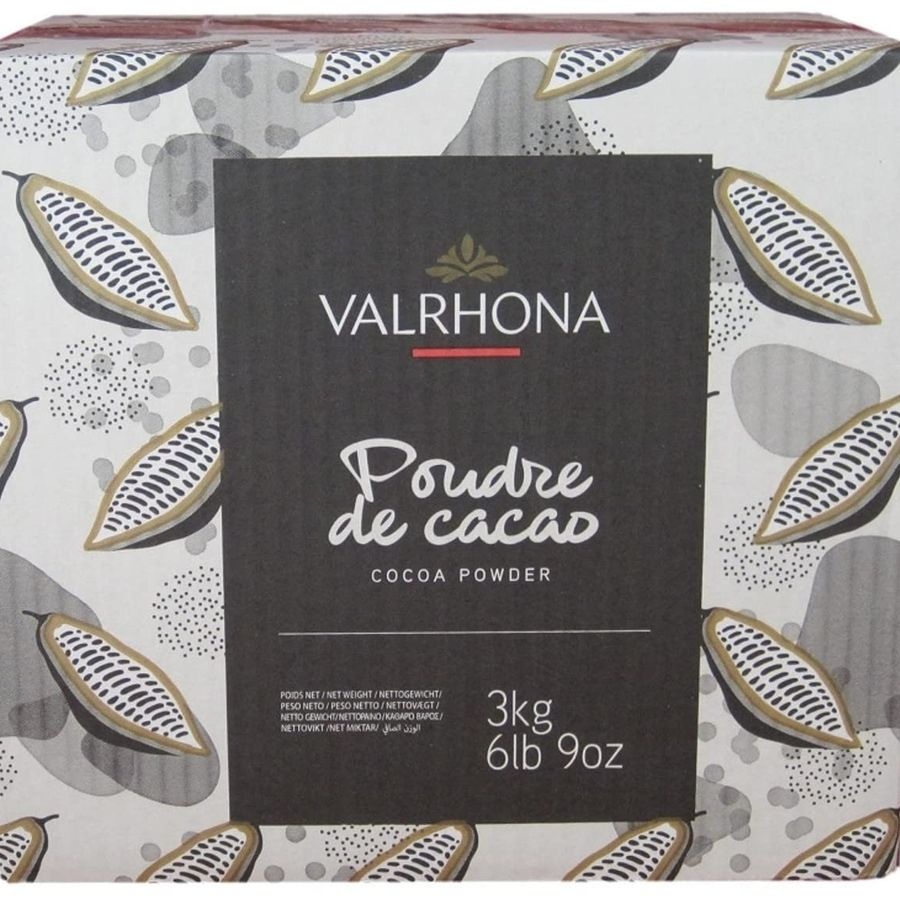 VALRHONA
Poudre
de cacao
COCOA POWDER
POIDS NET / NET WEIGHT / NETTOGEWICHT/
PESO NETO / PESO NETTO / NETTOVÆGT /
NETTO GEWICHT/NETTOPAINO/ΚΑΘΑΡΟ ΒΑΡΟΣ/
NETTOVIKT /NET MIKTAR/ الوزن الصافي
3kg
6lb 9oz